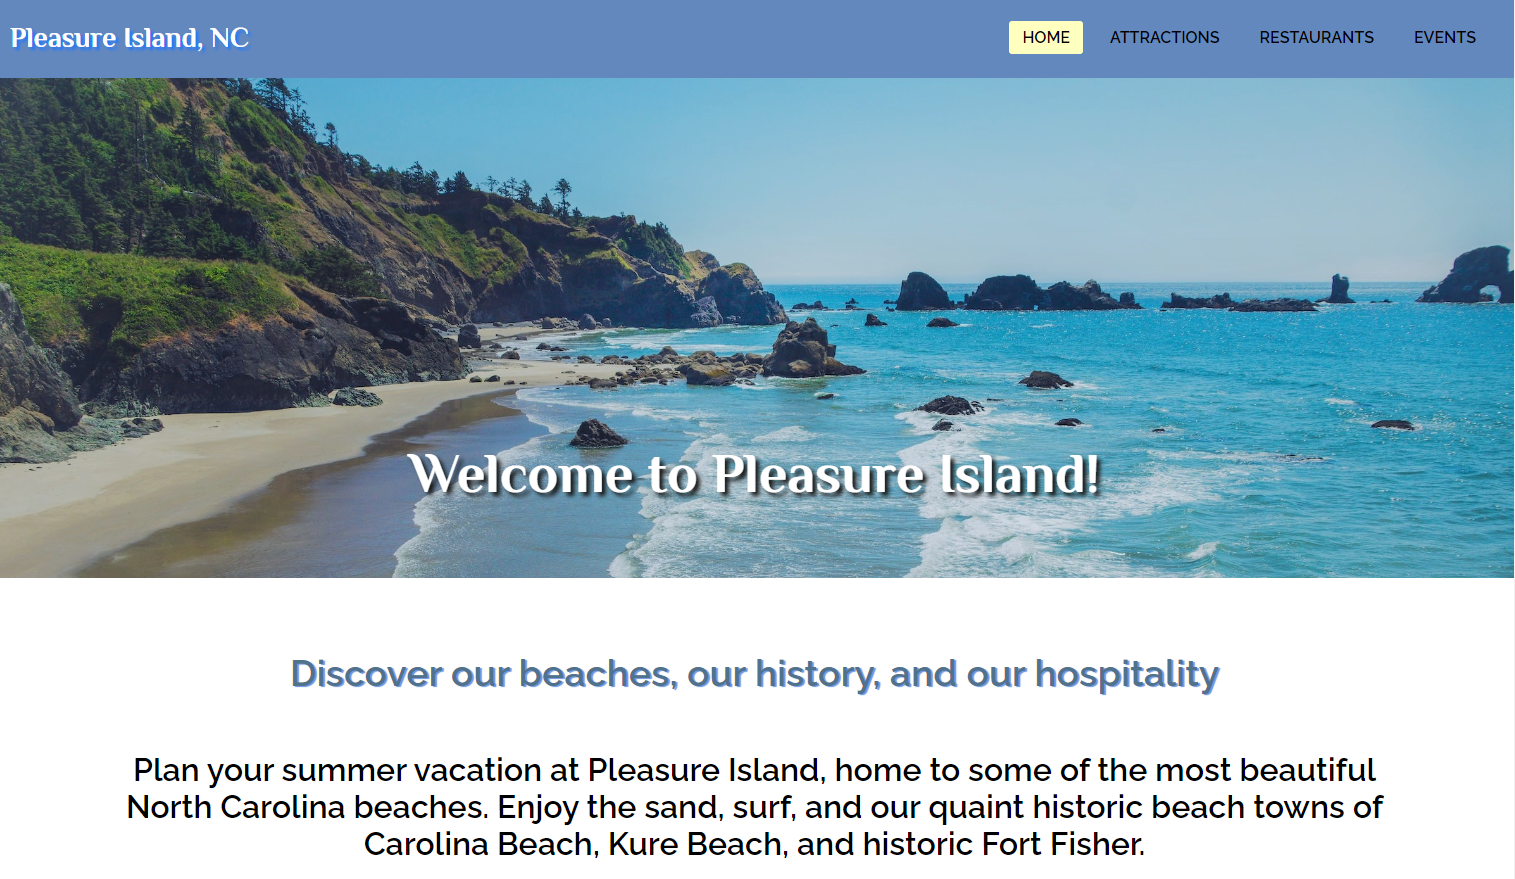 Pleasure Island, NC
HOME ATTRACTIONS RESTAURANTS EVENTS
Welcome to Pleasure Island!
Discover our beaches, our history, and our hospitality
Plan your summer vacation at Pleasure Island, home to some of the most beautiful
North Carolina beaches. Enjoy the sand, surf, and our quaint historic beach towns of
Carolina Beach, Kure Beach, and historic Fort Fisher.